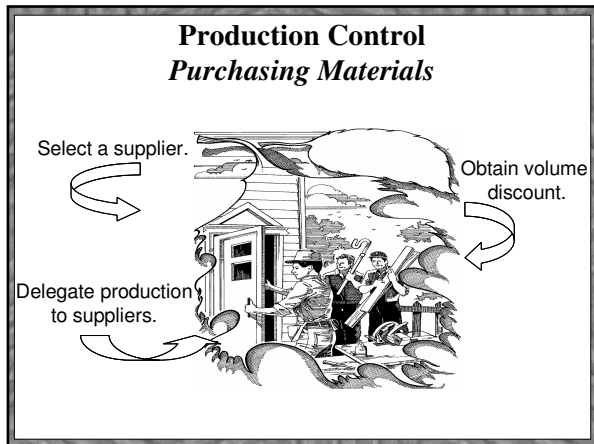 Production Control
Purchasing Materials
Select a supplier.
Obtain volume
discount.
Delegate production
to suppliers.